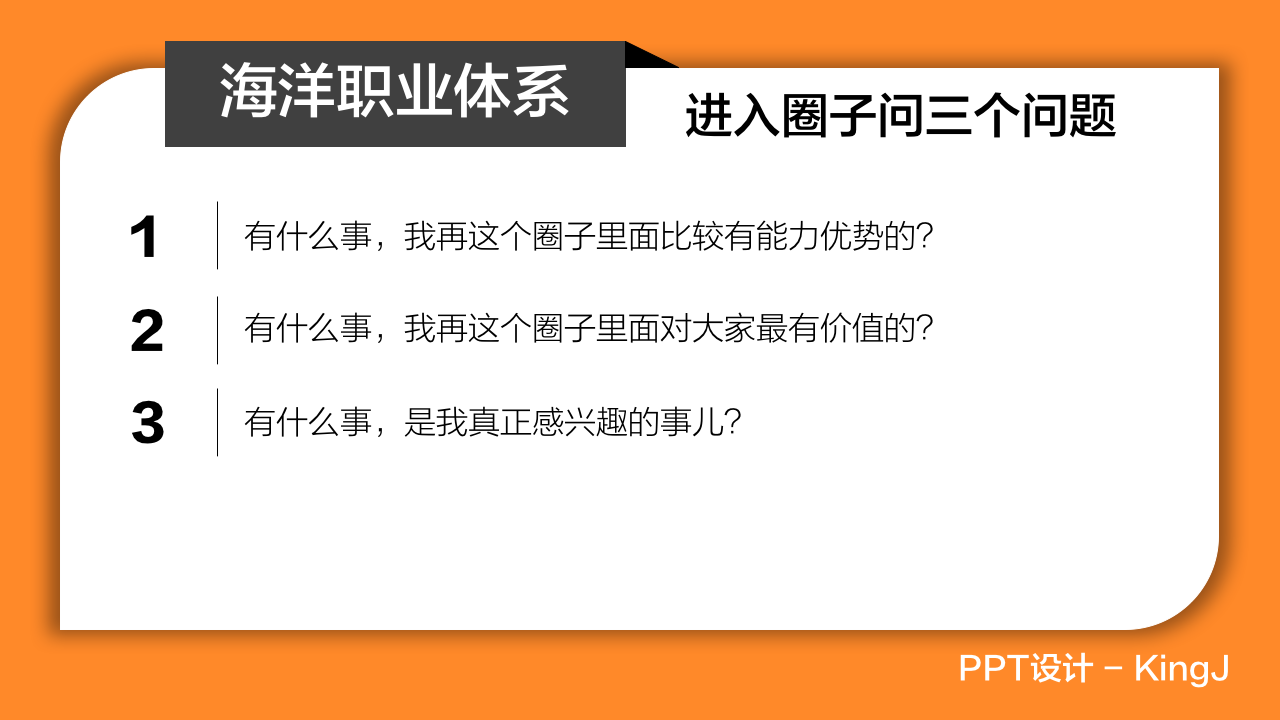 海洋职业体系
进入圈子问三个问题
1
有什么事，我再这个圈子里面比较有能力优势的？
2
有什么事，我再这个圈子里面对大家最有价值的？
3
有什么事，是我真正感兴趣的事儿？
PPT设计 – KingJ